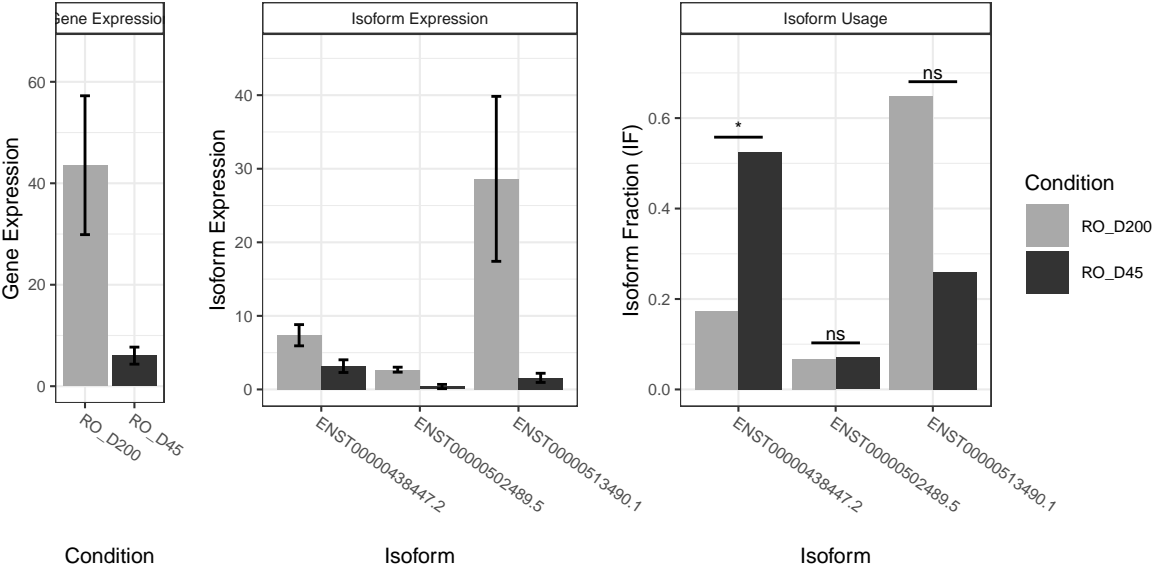 Gene Expression
Isoform Expression
Isoform Usage
Gene Expression
0
20
40
60
RO_D200
RO_D45
Condition
Isoform Expression
0
10
20
30
40
ENST00000438447.2
ENST00000502489.5
ENST00000513490.1
Isoform
Isoform Fraction (IF)
0.0
0.2
0.4
0.6
*
ns
ns
ENST00000438447.2
ENST00000502489.5
ENST00000513490.1
Isoform
Condition
RO_D200
RO_D45